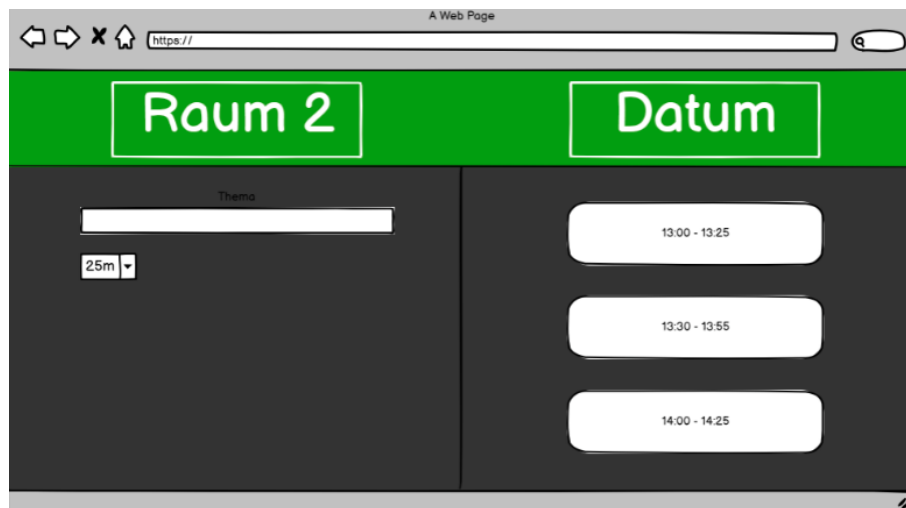 A Web Page
https://
Raum 2
Datum
Thema
25m
13:00 - 13:25
13:30 - 13:55
14:00 - 14:25